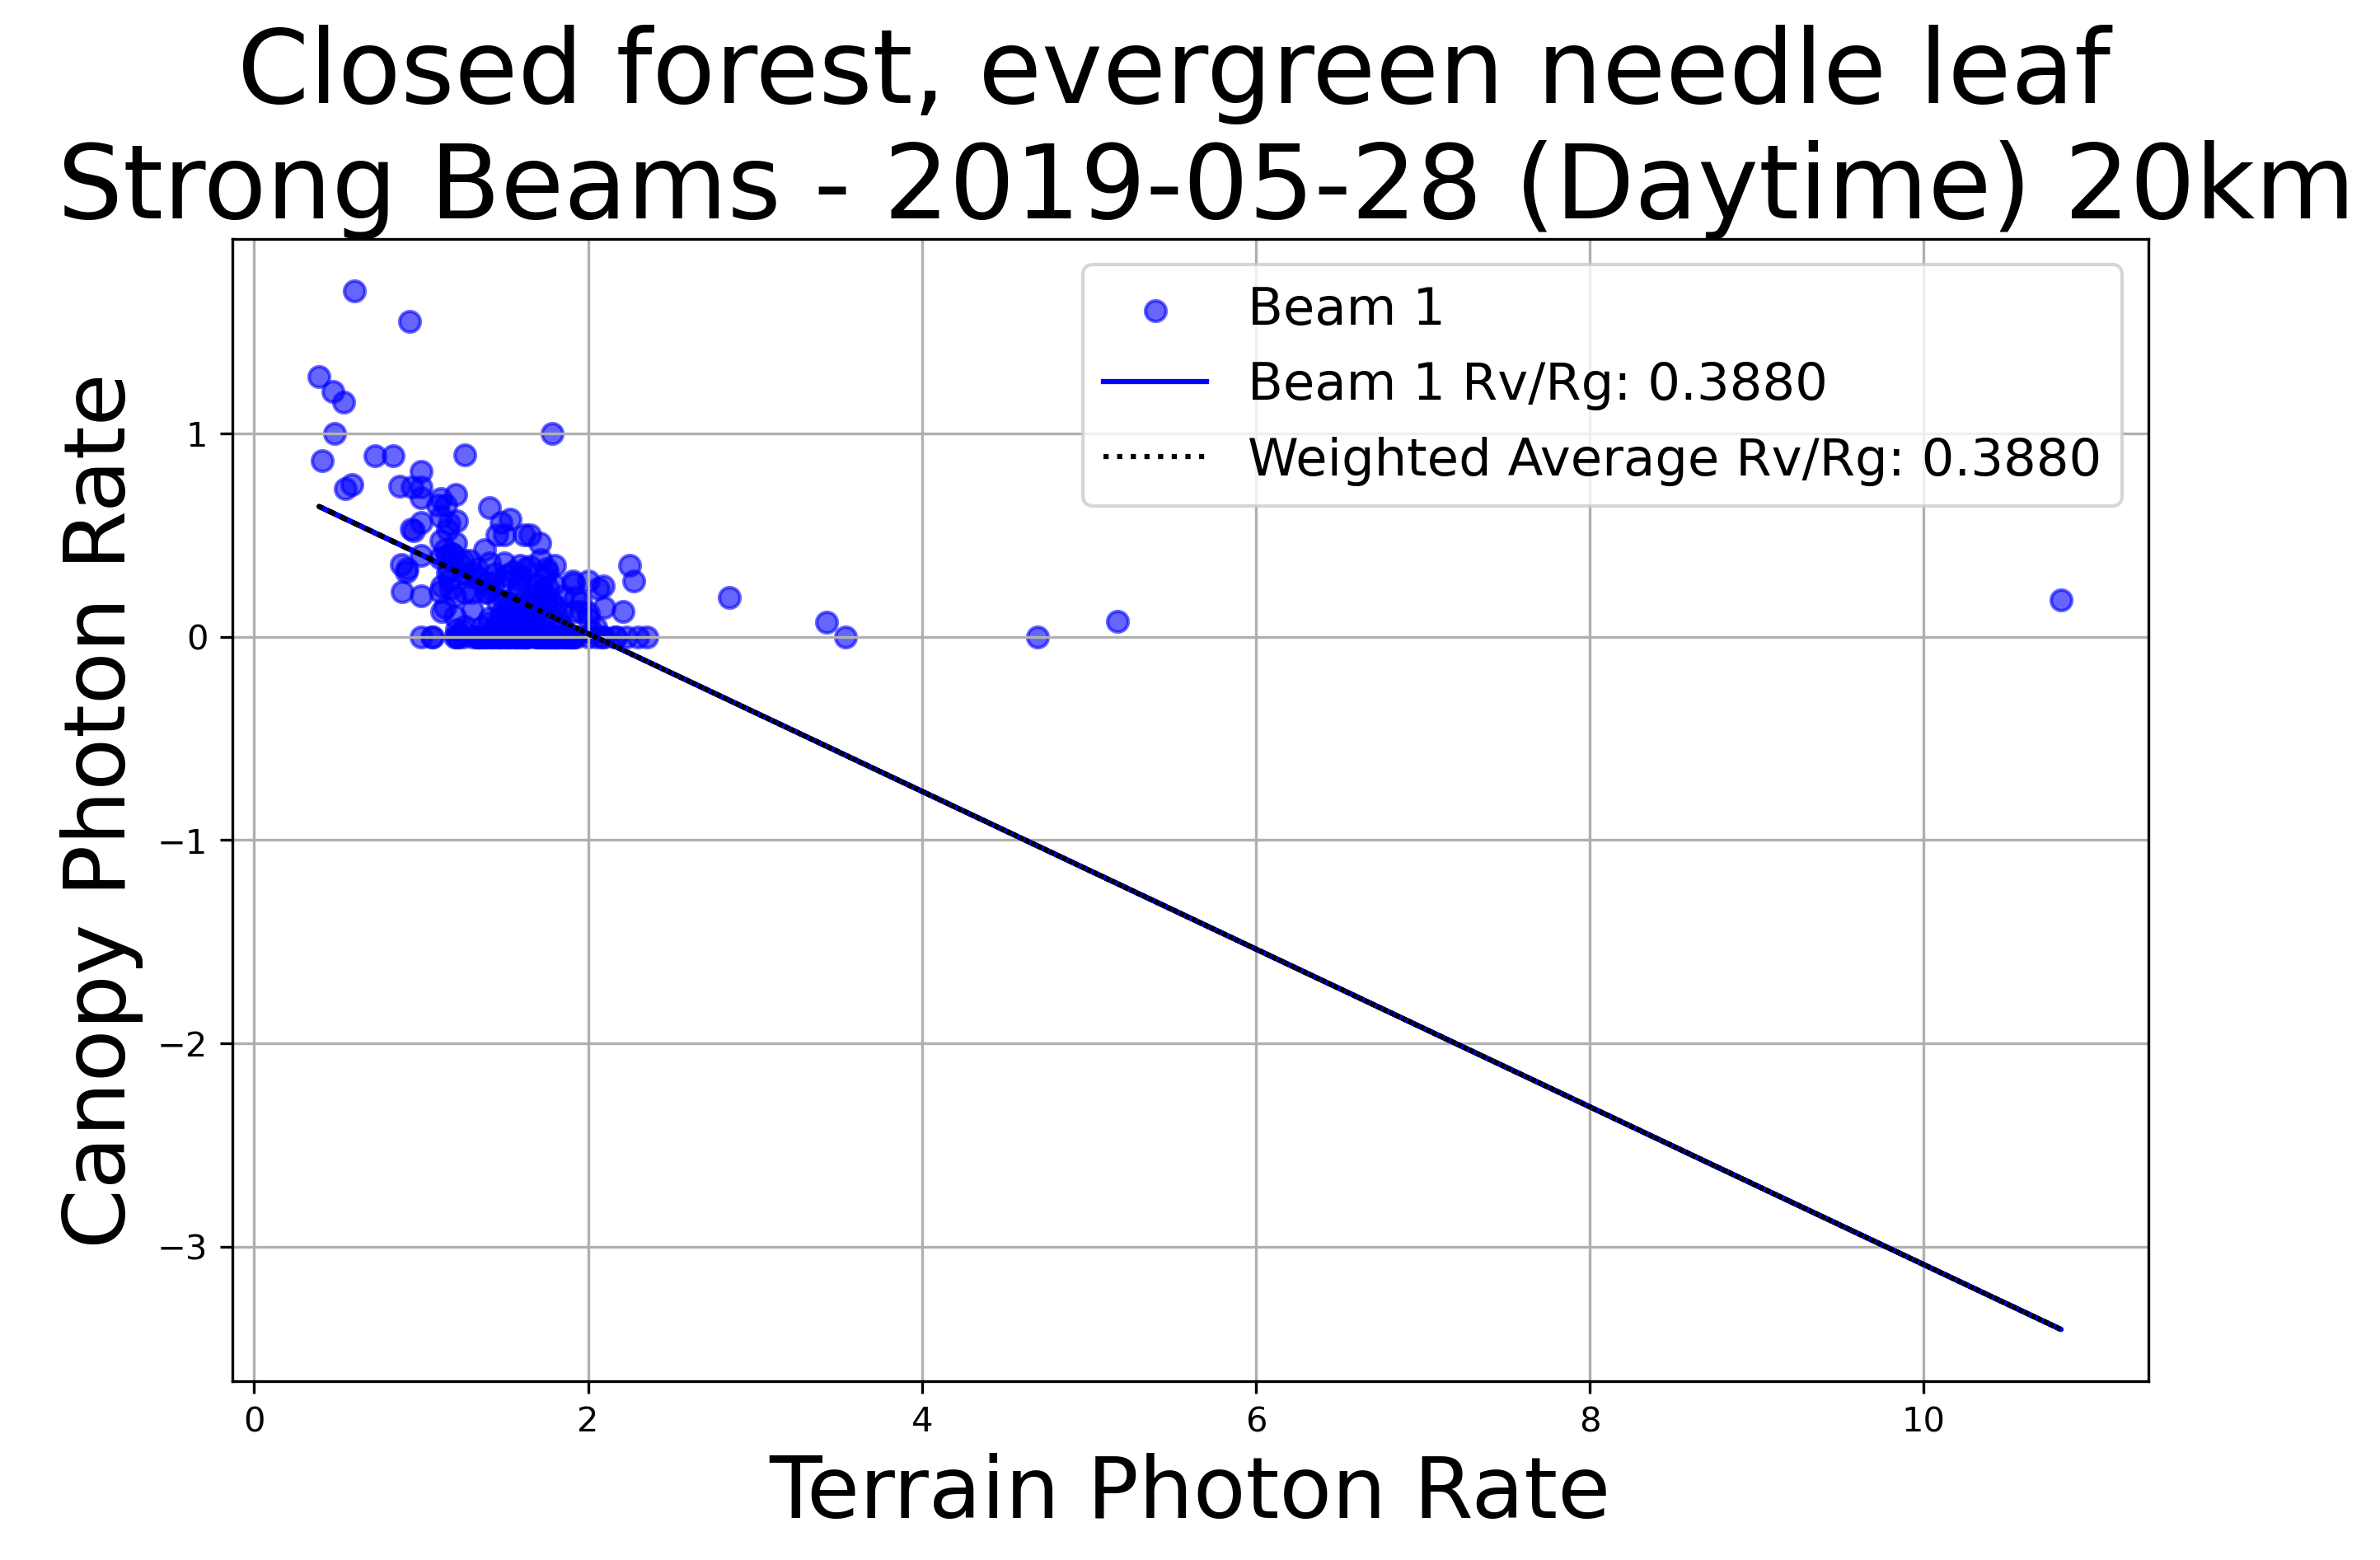 Closed forest, evergreen needle leaf
Strong Beams - 2019-05-28 (Daytime) 20km
Beam 1
Beam 1 Rv/Rg: 0.3880
Weighted Average Rv/Rg: 0.3880
Canopy Photon Rate
1
0
−1
−2
−3
0 2 4 6 8 10
Terrain Photon Rate